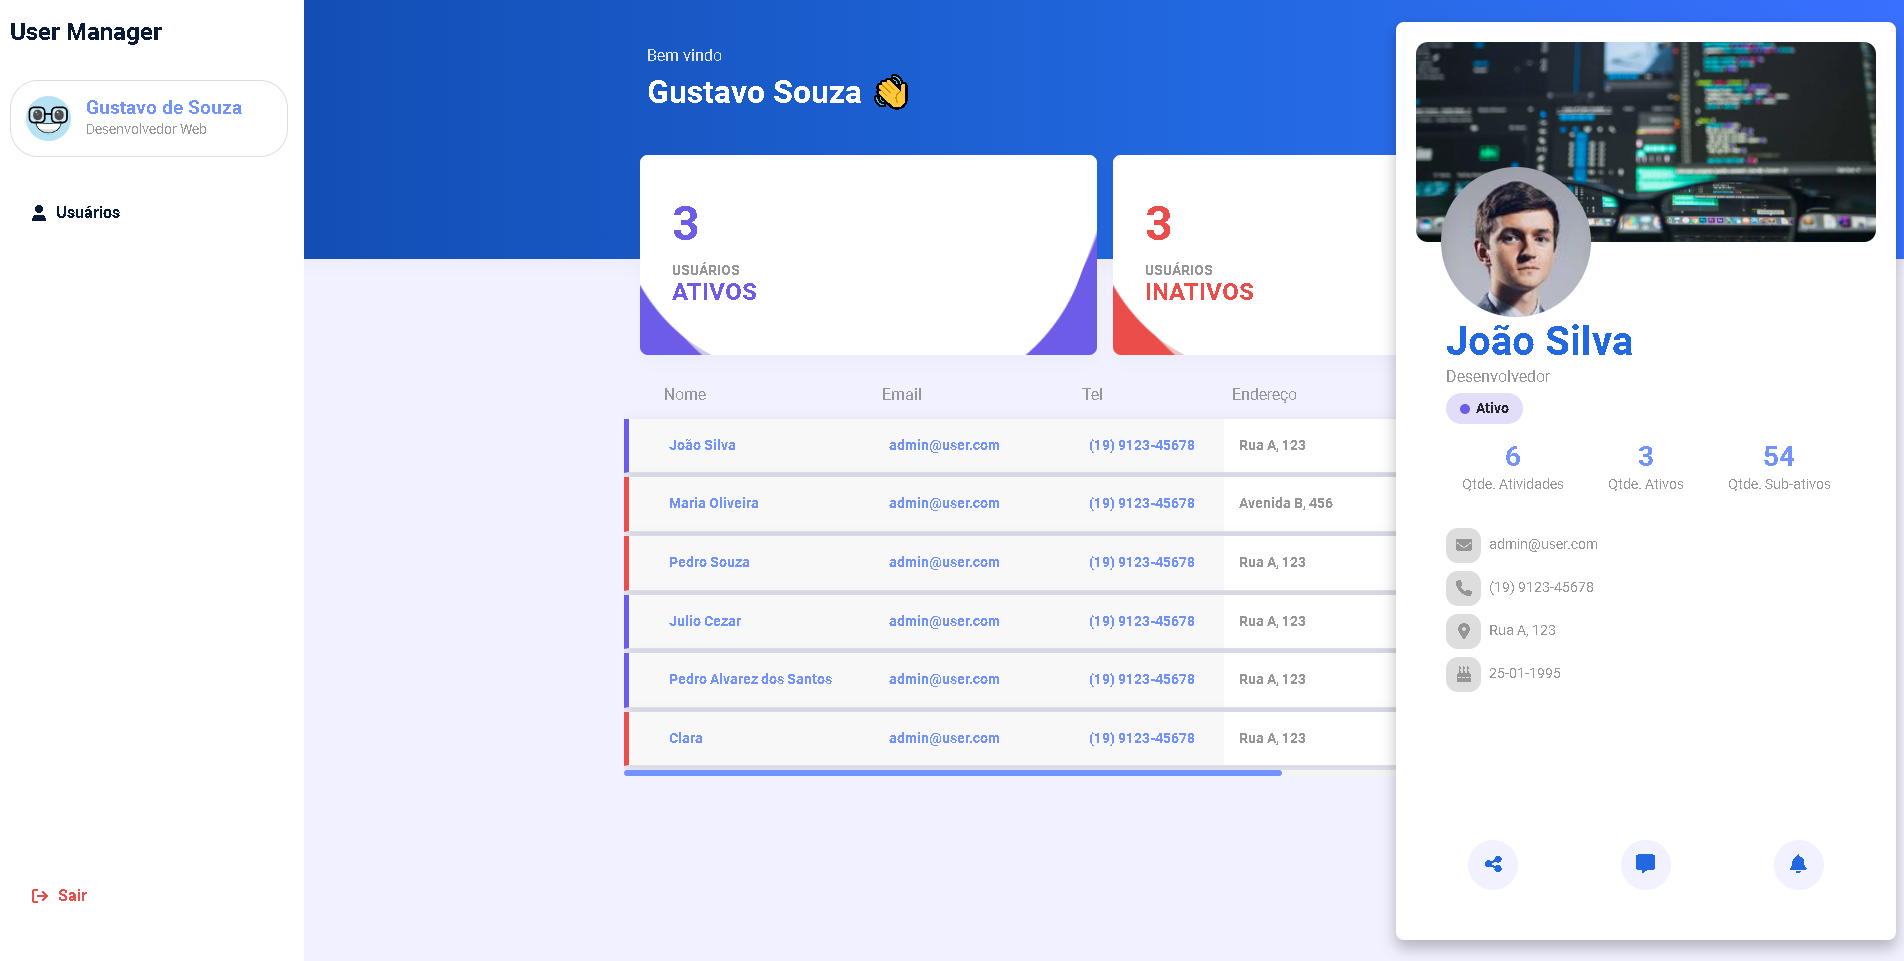 User Manager
Gustavo de Souza
Desenvolvedor Web
Usuários
Sair
Bem vindo
Gustavo Souza
3
USUÁRIOS
ATIVOS
3
USUÁRIOS
INATIVOS
Nome Email Tel Endereço
João Silva admin@user.com (19) 9123-45678 Rua A, 123
Maria Oliveira admin@user.com (19) 9123-45678 Avenida B, 456
Pedro Souza admin@user.com (19) 9123-45678 Rua A, 123
Julio Cezar admin@user.com (19) 9123-45678 Rua A, 123
Pedro Alvarez dos Santos admin@user.com (19) 9123-45678 Rua A, 123
Clara admin@user.com (19) 9123-45678 Rua A, 123
João Silva
Desenvolvedor
Ativo
6 3 54
Qtde. Atividades Qtde. Ativos Qtde. Sub-ativos
admin@user.com
(19) 9123-45678
Rua A, 123
25-01-1995